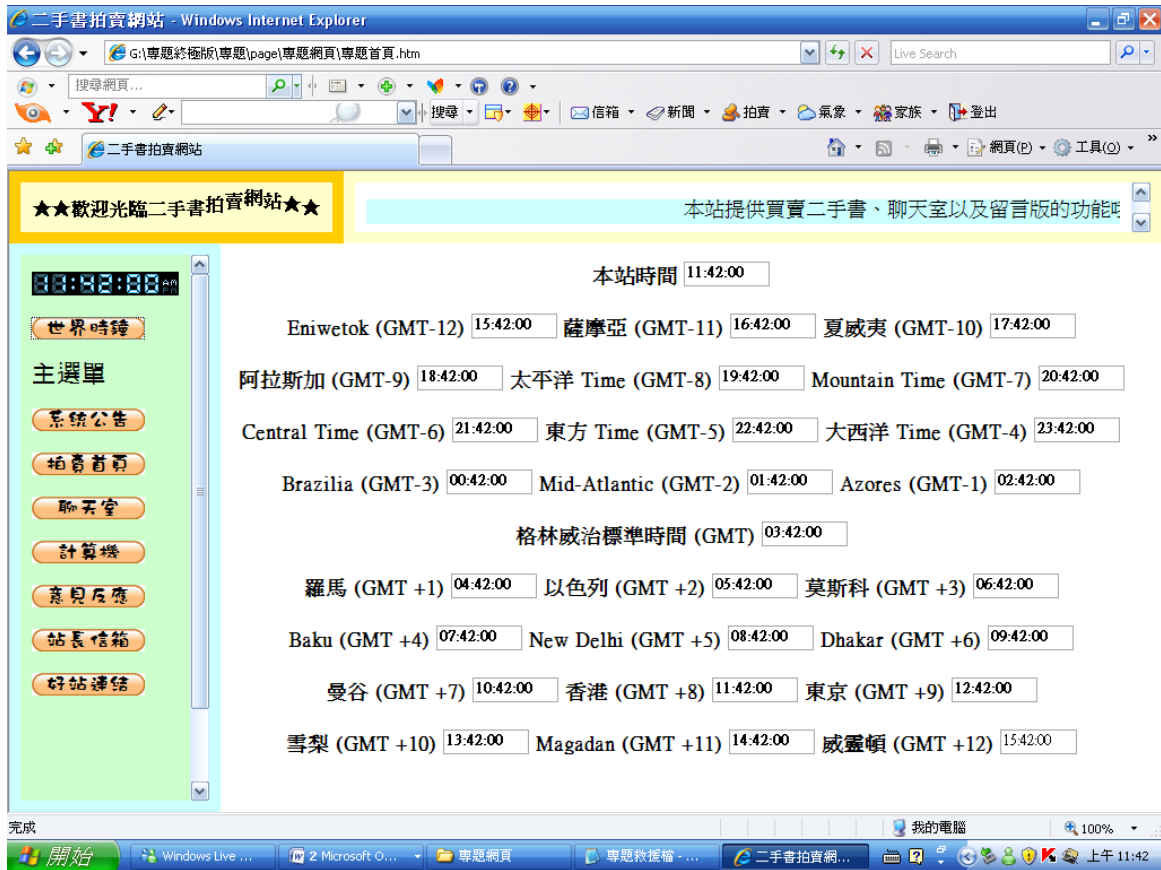 二手書拍賣網站 - Windows Internet Explorer
G:\專題終極版\專題\page\專題網頁\專題首頁.htm
Live Search
搜尋網頁...
Y! 搜尋 信箱 新聞 拍賣 氣象 家族 登出
二手書拍賣網站
網頁(P) 工具(O) »
★★歡迎光臨二手書拍賣網站★★
本站提供買賣二手書、聊天室以及留言版的功能
11:42:00 AM
世界時鐘
主選單
系統公告
拍賣首頁
聊天室
計算機
意見反應
站長信箱
好站連結
本站時間 11:42:00
Eniwetok (GMT-12) 15:42:00 薩摩亞 (GMT-11) 16:42:00 夏威夷 (GMT-10) 17:42:00
阿拉斯加 (GMT-9) 18:42:00 太平洋 Time (GMT-8) 19:42:00 Mountain Time (GMT-7) 20:42:00
Central Time (GMT-6) 21:42:00 東方 Time (GMT-5) 22:42:00 大西洋 Time (GMT-4) 23:42:00
Brazilia (GMT-3) 00:42:00 Mid-Atlantic (GMT-2) 01:42:00 Azores (GMT-1) 02:42:00
格林威治標準時間 (GMT) 03:42:00
羅馬 (GMT +1) 04:42:00 以色列 (GMT +2) 05:42:00 莫斯科 (GMT +3) 06:42:00
Baku (GMT +4) 07:42:00 New Delhi (GMT +5) 08:42:00 Dhakar (GMT +6) 09:42:00
曼谷 (GMT +7) 10:42:00 香港 (GMT +8) 11:42:00 東京 (GMT +9) 12:42:00
雪梨 (GMT +10) 13:42:00 Magadan (GMT +11) 14:42:00 威靈頓 (GMT +12) 15:42:00
完成
我的電腦
100%
開始
Windows Live ...
2 Microsoft O...
專題網頁
專題救援檔 - ...
二手書拍賣網...
上午 11:42